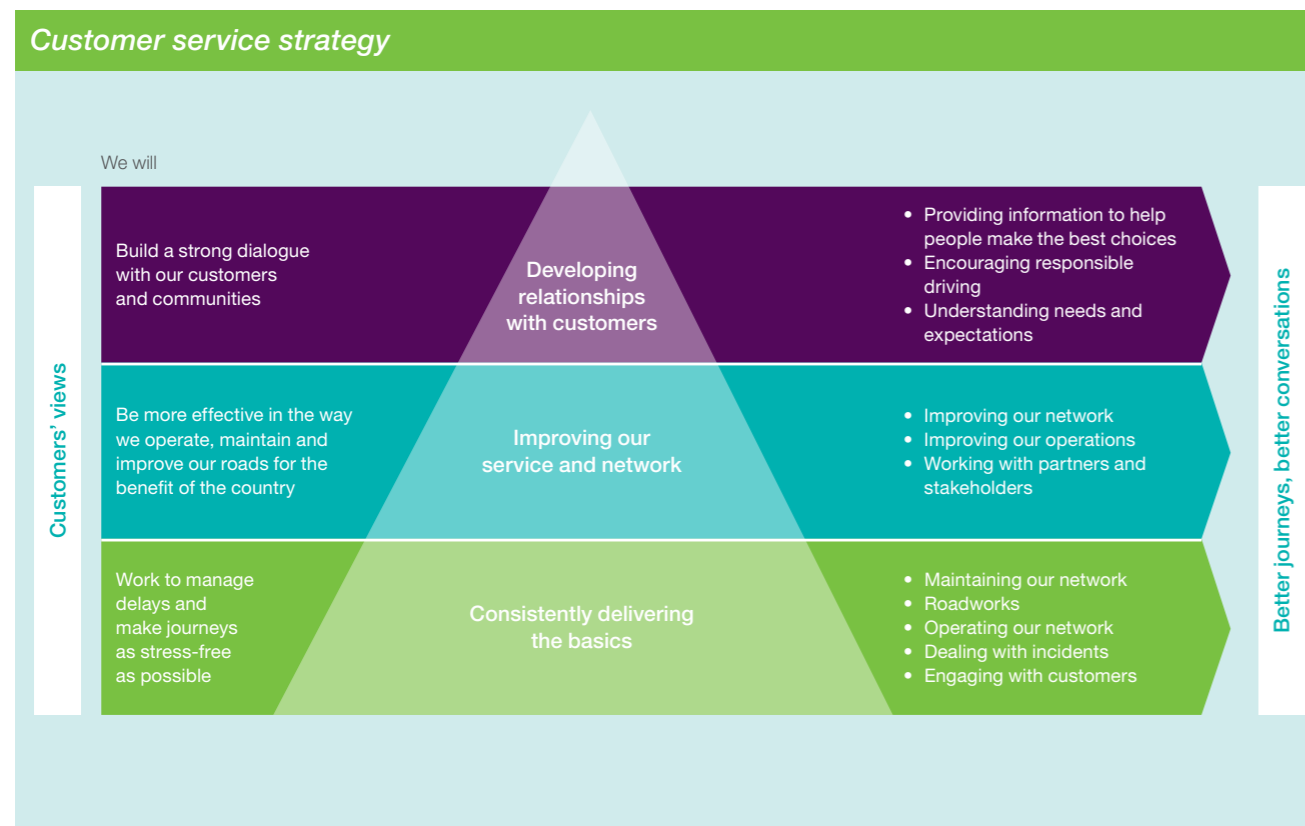 Customer service strategy
We will
Customers' views
Build a strong dialogue
with our customers
and communities
Developing
relationships
with customers
• Providing information to help
people make the best choices
• Encouraging responsible
driving
• Understanding needs and
expectations
Be more effective in the way
we operate, maintain and
improve our roads for the
benefit of the country
Improving our
service and network
• Improving our network
• Improving our operations
• Working with partners and
stakeholders
Work to manage
delays and
make journeys
as stress-free
as possible
Consistently delivering
the basics
• Maintaining our network
• Roadworks
• Operating our network
• Dealing with incidents
• Engaging with customers
Better journeys, better conversations